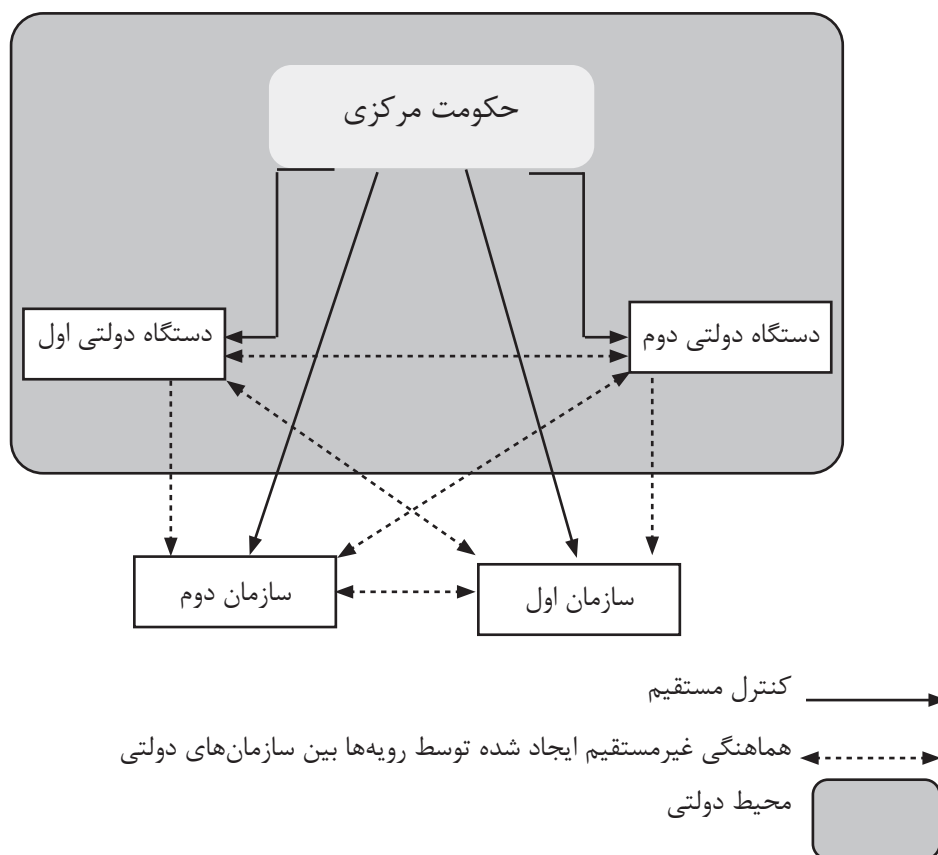 حکومت مرکزی
دستگاه دولتی دوم
دستگاه دولتی اول
سازمان اول
سازمان دوم
کنترل مستقیم
هماهنگی غیرمستقیم ایجاد شده توسط رویه‌ها بین سازمان‌های دولتی
محیط دولتی